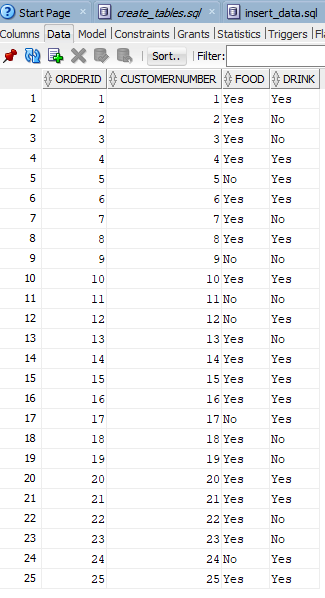 Start Page create_tables.sql insert_data.sql
Columns Data Model Constraints Grants Statistics Triggers
Sort.. Filter:
ORDERID CUSTOMERNUMBER FOOD DRINK
1 1 1 Yes Yes
2 2 2 Yes No
3 3 3 Yes No
4 4 4 Yes Yes
5 5 5 No Yes
6 6 6 Yes Yes
7 7 7 Yes No
8 8 8 Yes Yes
9 9 9 No No
10 10 10 Yes Yes
11 11 11 No No
12 12 12 No Yes
13 13 13 Yes No
14 14 14 Yes Yes
15 15 15 Yes Yes
16 16 16 Yes Yes
17 17 17 No Yes
18 18 18 Yes No
19 19 19 Yes No
20 20 20 Yes Yes
21 21 21 Yes Yes
22 22 22 Yes No
23 23 23 Yes No
24 24 24 No Yes
25 25 25 Yes Yes